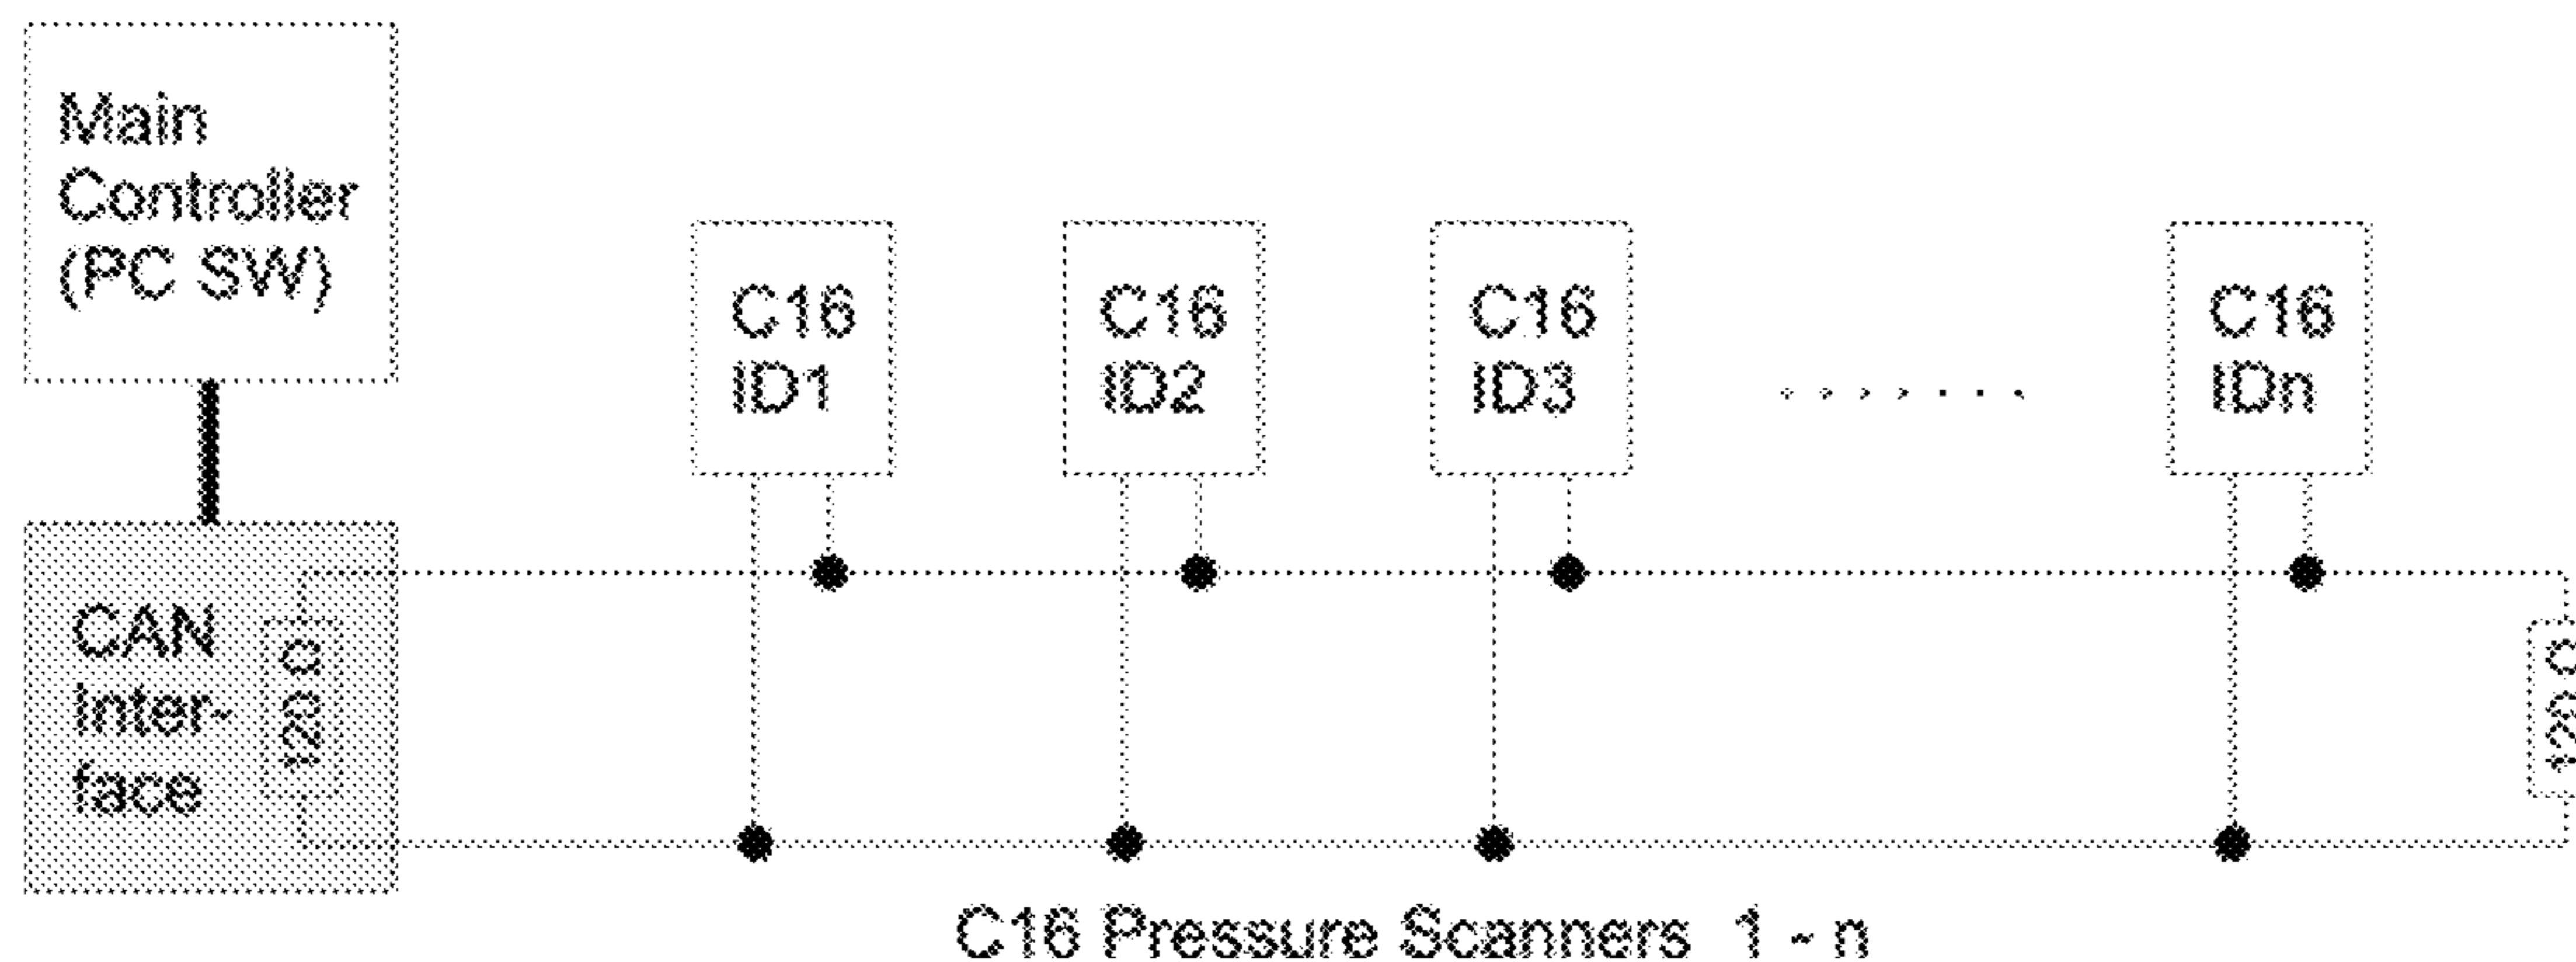 Main
Controller
(PC SW)
C16
ID1
C16
ID2
C16
ID3
.......
C16
IDn
CAN
Inter-
face
120 Ω
C16 Pressure Scanners 1 - n